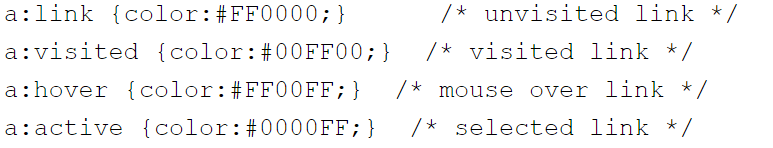 a:link {color:#FF0000;}      /* unvisited link */
a:visited {color:#00FF00;}  /* visited link */
a:hover {color:#FF00FF;}  /* mouse over link */
a:active {color:#0000FF;}  /* selected link */